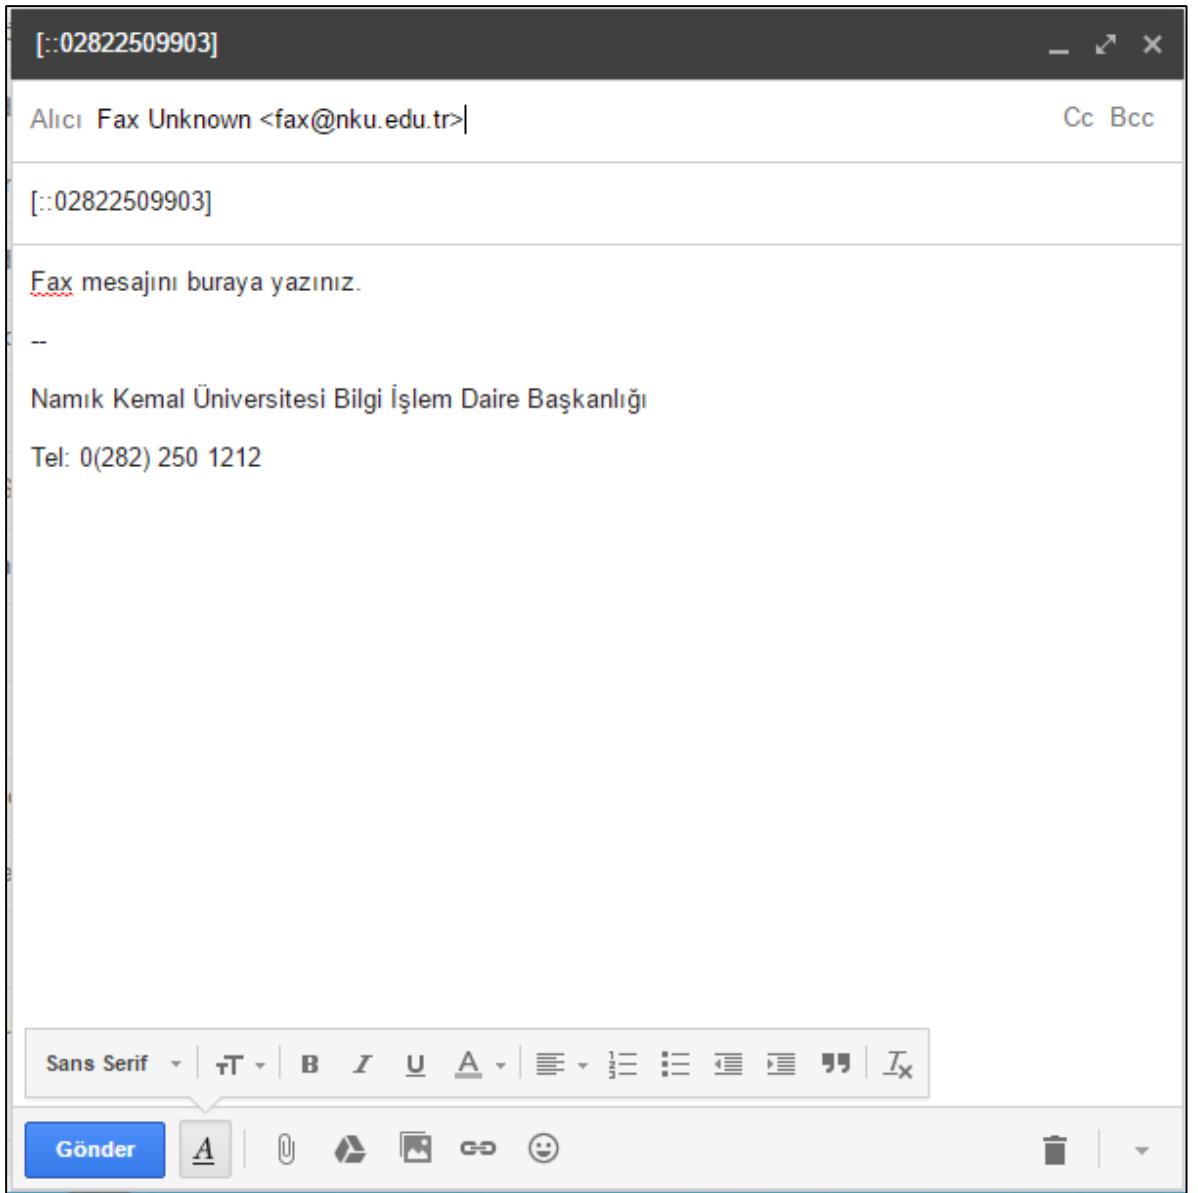 [::02822509903]
Alıcı Fax Unknown <fax@nku.edu.tr> Cc Bcc
[::02822509903]
Fax mesajını buraya yazınız.
--
Namık Kemal Üniversitesi Bilgi İşlem Daire Başkanlığı
Tel: 0(282) 250 1212
Sans Serif
Gönder